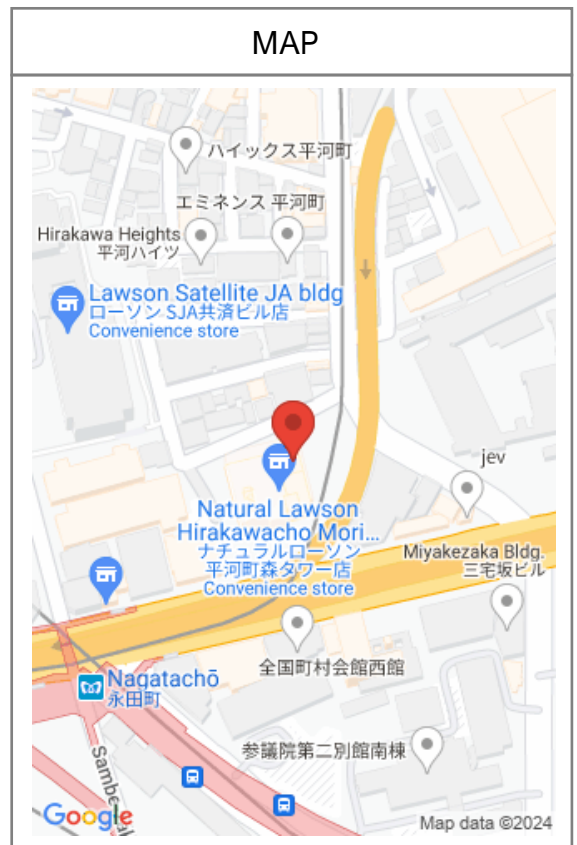 MAP
ハイックス平河町
エミネンス 平河町
Hirakawa Heights
平河ハイツ
Lawson Satellite JA bldg
ローソン SJA共済ビル店
Convenience store
jev
Natural Lawson
Hirakawacho Mori...
ナチュラルローソン
平河町森タワー店
Convenience store
Miyakezaka Bldg.
三宅坂ビル
全国町村会館西館
Nagatachō
永田町
参議院第二別館南棟
Google
Map data ©2024